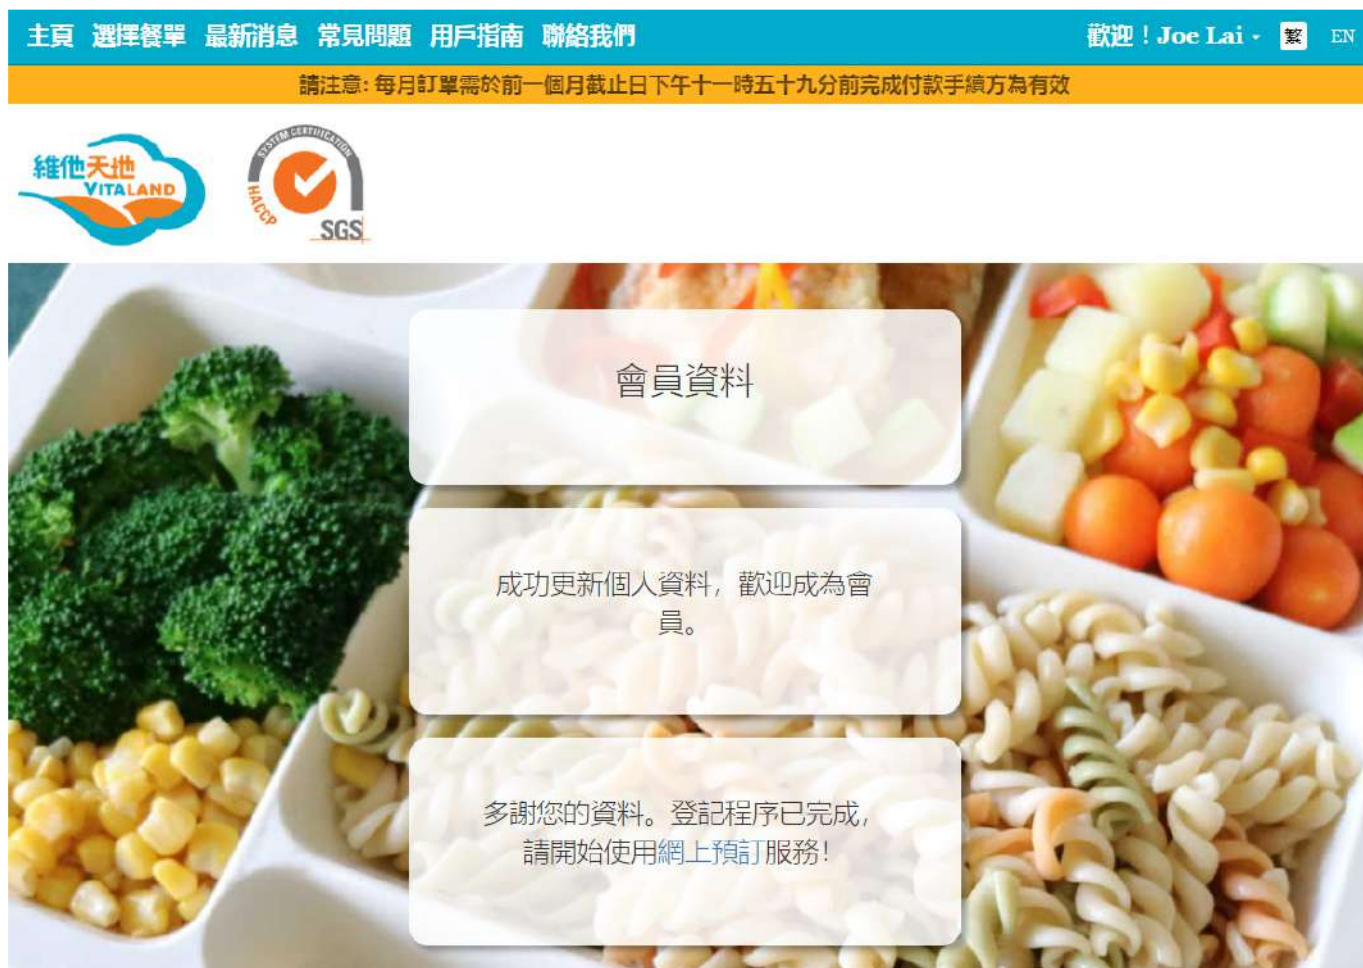 主頁 選擇餐單 最新消息 常見問題 用戶指南 聯絡我們 歡迎！Joe Lai 繁 EN
請注意: 每月訂單需於前一個月截止日下午十一時五十九分前完成付款手續方為有效
維他天地
VITALAND
SYSTEM CERTIFICATION
HACCP
SGS
會員資料
成功更新個人資料，歡迎成為會
員。
多謝您的資料。登記程序已完成，
請開始使用網上預訂服務!